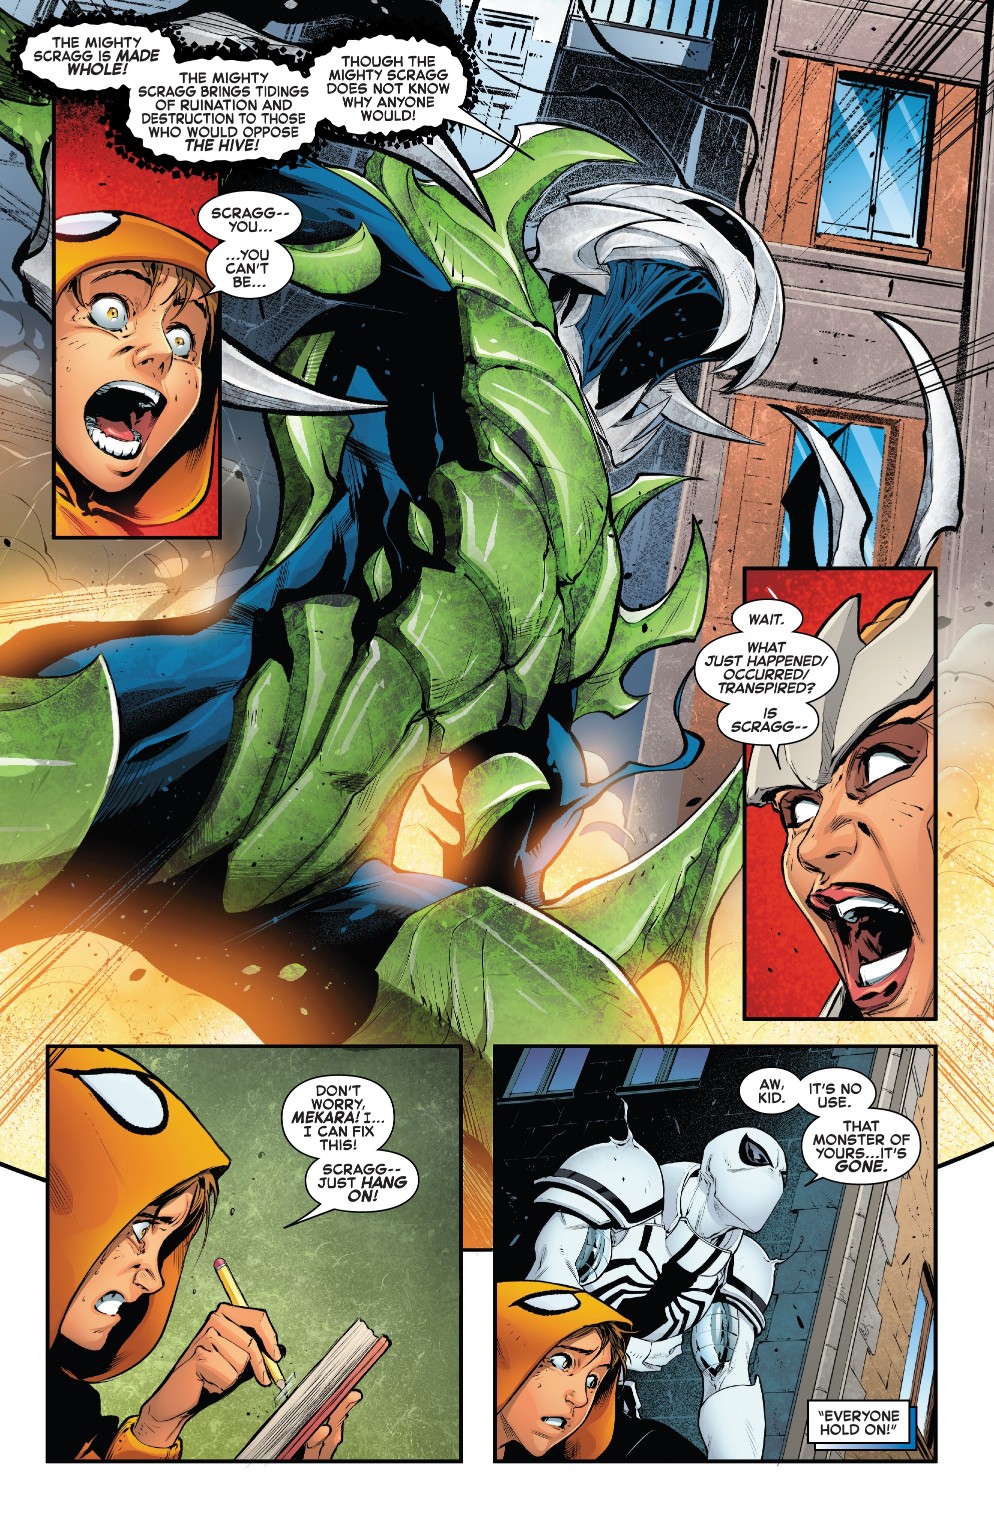 THE MIGHTY
SCRAGG IS MADE
WHOLE!
THE MIGHTY
SCRAGG BRINGS TIDINGS
OF RUINATION AND
DESTRUCTION TO THOSE
WHO WOULD OPPOSE
THE HIVE!
THOUGH THE
MIGHTY SCRAGG
DOES NOT KNOW
WHY ANYONE
WOULD!
SCRAGG--
YOU...
...YOU
CAN'T
BE...
WAIT.
WHAT
JUST HAPPENED/
OCCURRED/
TRANSPIRED?
IS
SCRAGG--
DON'T
WORRY,
MEKARA! I...
I CAN FIX
THIS!
SCRAGG--
JUST HANG
ON!
AW,
KID.
IT'S NO
USE.
THAT
MONSTER OF
YOURS...IT'S
GONE.
"EVERYONE
HOLD ON!"